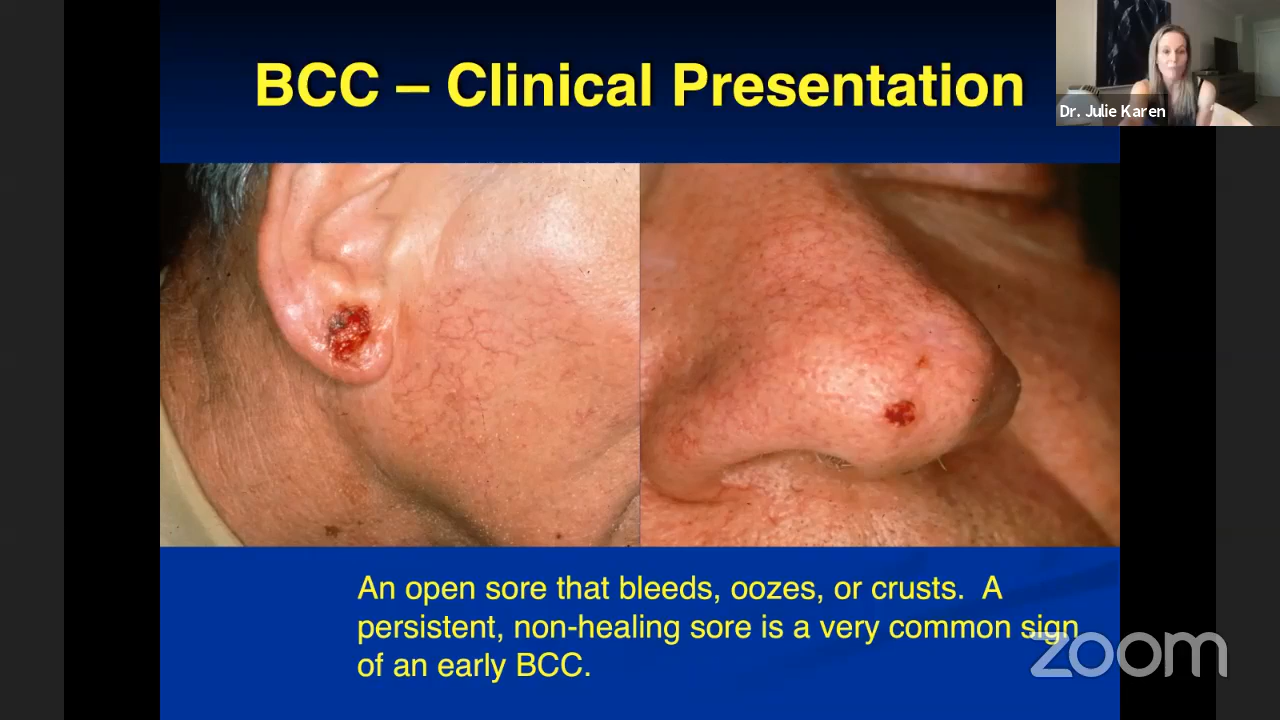 BCC – Clinical Presentation
Dr. Julie Karen
An open sore that bleeds, oozes, or crusts. A
persistent, non-healing sore is a very common sign
of an early BCC.
zoom